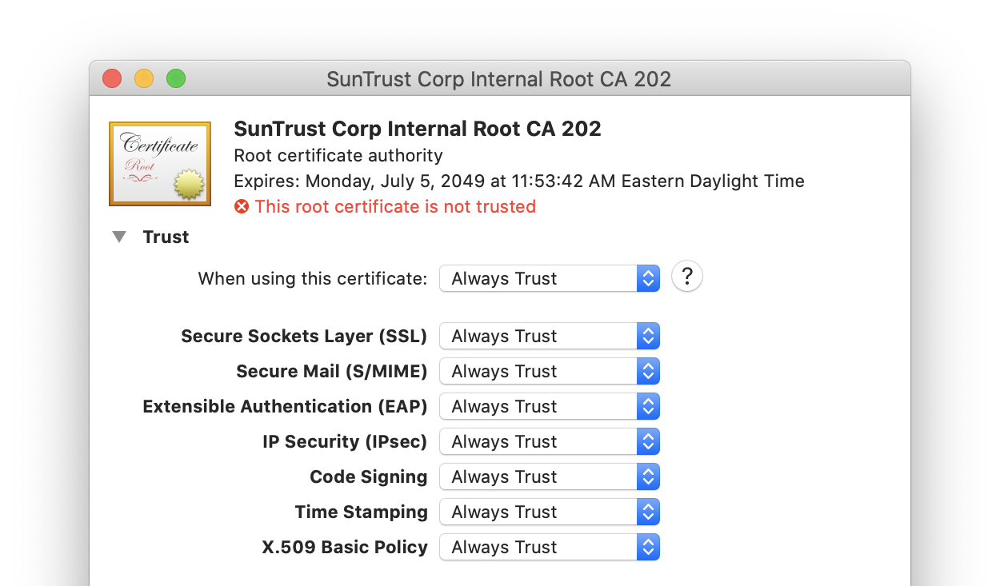 SunTrust Corp Internal Root CA 202
Certificate
Root
SunTrust Corp Internal Root CA 202
Root certificate authority
Expires: Monday, July 5, 2049 at 11:53:42 AM Eastern Daylight Time
This root certificate is not trusted
Trust
When using this certificate: Always Trust ?
Secure Sockets Layer (SSL) Always Trust
Secure Mail (S/MIME) Always Trust
Extensible Authentication (EAP) Always Trust
IP Security (IPsec) Always Trust
Code Signing Always Trust
Time Stamping Always Trust
X.509 Basic Policy Always Trust